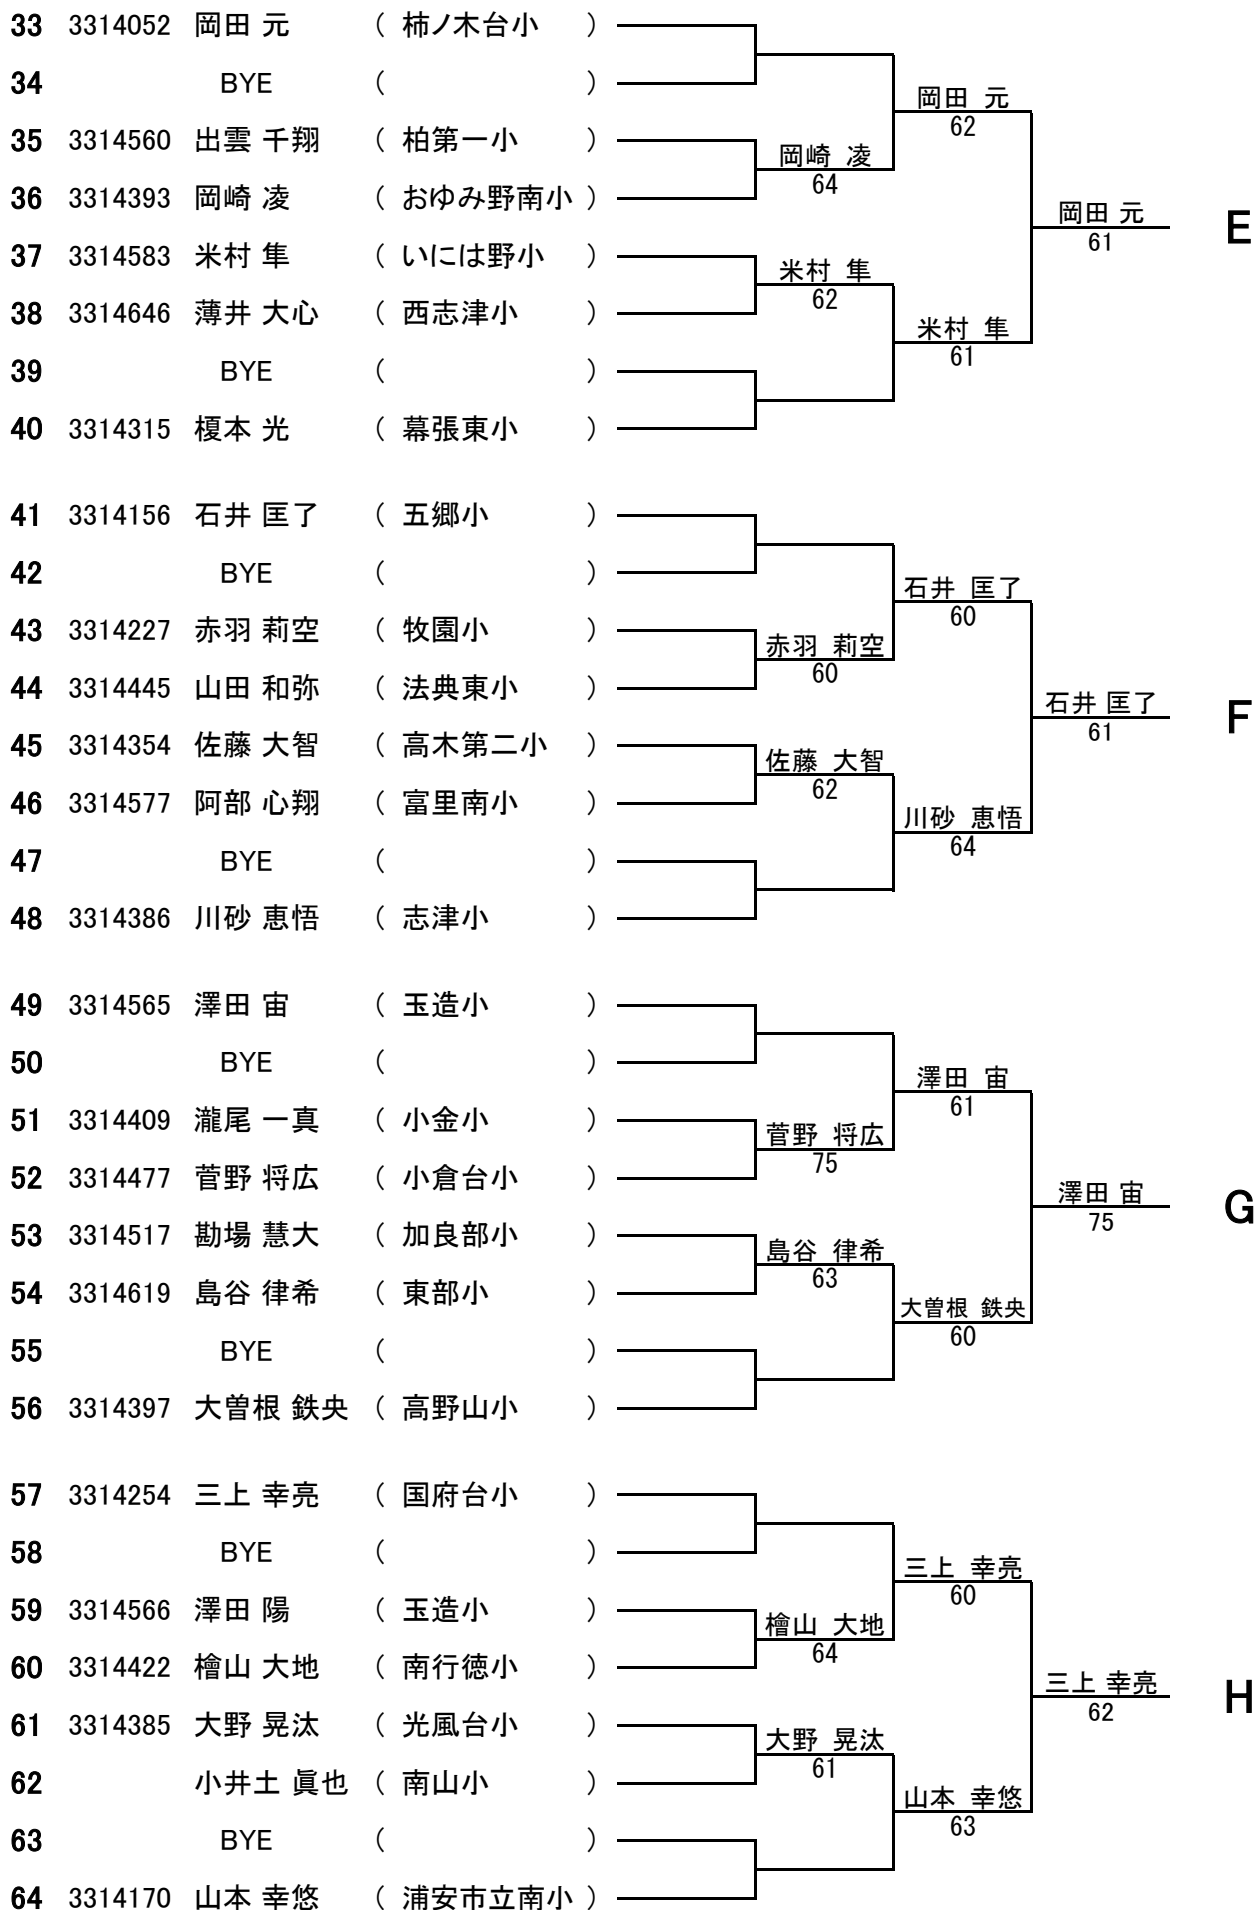 33 3314052 岡田 元 ( 柿ノ木台小 )
34 BYE ( )
岡田 元
62
35 3314560 出雲 千翔 ( 柏第一小 )
岡崎 凌
64
36 3314393 岡崎 凌 ( おゆみ野南小 )
岡田 元
61
E
37 3314583 米村 隼 ( いには野小 )
米村 隼
62
38 3314646 薄井 大心 ( 西志津小 )
米村 隼
61
39 BYE ( )
40 3314315 榎本 光 ( 幕張東小 )
41 3314156 石井 匡了 ( 五郷小 )
42 BYE ( )
石井 匡了
60
43 3314227 赤羽 莉空 ( 牧園小 )
赤羽 莉空
60
44 3314445 山田 和弥 ( 法典東小 )
石井 匡了
61
F
45 3314354 佐藤 大智 ( 高木第二小 )
佐藤 大智
62
46 3314577 阿部 心翔 ( 富里南小 )
川砂 恵悟
64
47 BYE ( )
48 3314386 川砂 恵悟 ( 志津小 )
49 3314565 澤田 宙 ( 玉造小 )
50 BYE ( )
澤田 宙
61
51 3314409 瀧尾 一真 ( 小金小 )
菅野 将広
75
52 3314477 菅野 将広 ( 小倉台小 )
澤田 宙
75
G
53 3314517 勘場 慧大 ( 加良部小 )
島谷 律希
63
54 3314619 島谷 律希 ( 東部小 )
大曽根 鉄央
60
55 BYE ( )
56 3314397 大曽根 鉄央 ( 高野山小 )
57 3314254 三上 幸亮 ( 国府台小 )
58 BYE ( )
三上 幸亮
60
59 3314566 澤田 陽 ( 玉造小 )
檜山 大地
64
60 3314422 檜山 大地 ( 南行徳小 )
三上 幸亮
62
H
61 3314385 大野 晃汰 ( 光風台小 )
大野 晃汰
61
62 小井土 眞也 ( 南山小 )
山本 幸悠
63
63 BYE ( )
64 3314170 山本 幸悠 ( 浦安市立南小 )